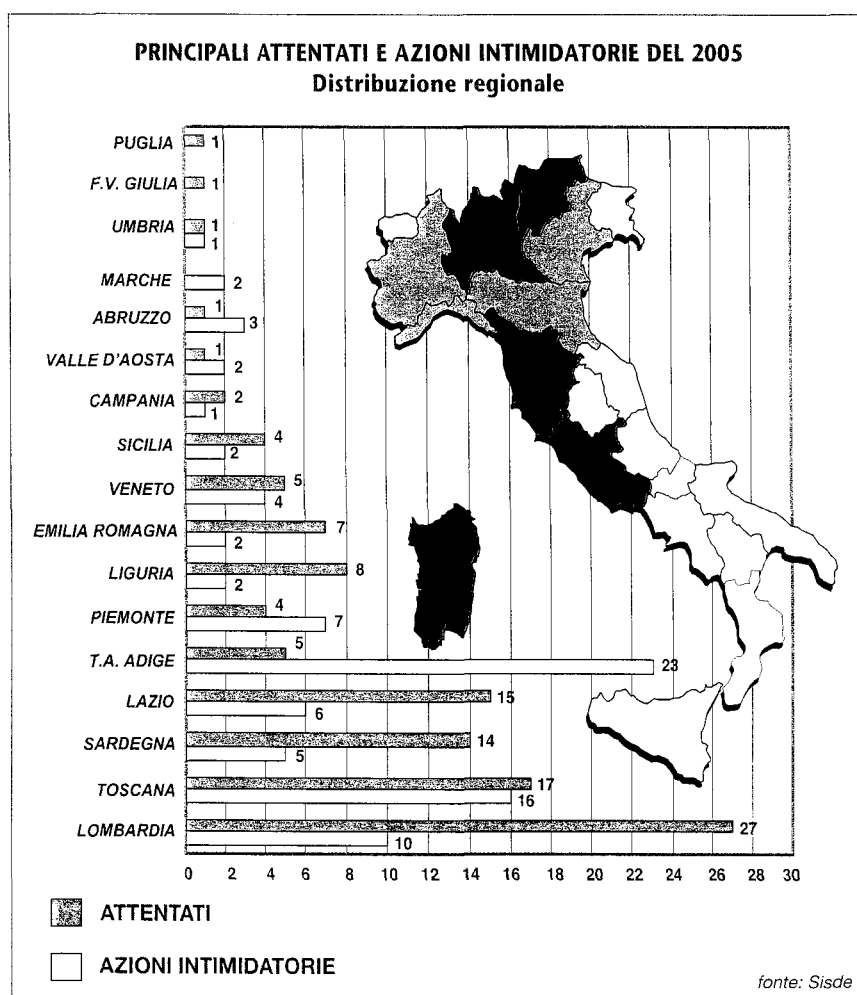 PRINCIPALI ATTENTATI E AZIONI INTIMIDATORIE DEL 2005
Distribuzione regionale
PUGLIA 1
F.V. GIULIA 1
UMBRIA 1
1
MARCHE 2
ABRUZZO 1
3
VALLE D'AOSTA 1
2
CAMPANIA 2
1
SICILIA 4
2
VENETO 5
4
EMILIA ROMAGNA 7
2
LIGURIA 8
2
PIEMONTE 4
7
T.A. ADIGE 5
23
LAZIO 15
6
SARDEGNA 14
5
TOSCANA 17
16
LOMBARDIA 27
10
0 2 4 6 8 10 12 14 16 18 20 22 24 26 28 30
ATTENTATI
AZIONI INTIMIDATORIE
fonte: Sisde